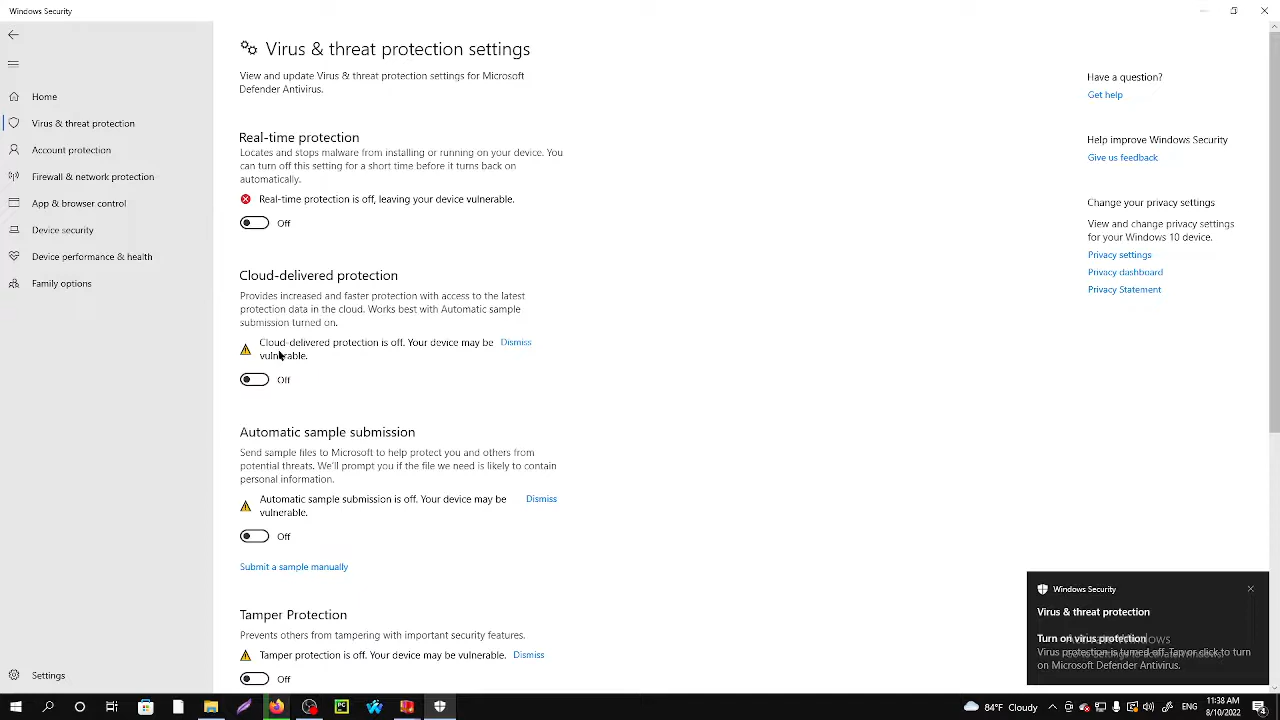 Windows Security
Home
Virus & threat protection
Account protection
Firewall & network protection
App & browser control
Device security
Device performance & health
Family options
Settings
Virus & threat protection settings
View and update Virus & threat protection settings for Microsoft
Defender Antivirus.
Real-time protection
Locates and stops malware from installing or running on your device. You
can turn off this setting for a short time before it turns back on
automatically.
Real-time protection is off, leaving your device vulnerable.
Off
Cloud-delivered protection
Provides increased and faster protection with access to the latest
protection data in the cloud. Works best with Automatic sample
submission turned on.
Cloud-delivered protection is off. Your device may be Dismiss
vulnerable.
Off
Automatic sample submission
Send sample files to Microsoft to help protect you and others from
potential threats. We'll prompt you if the file we need is likely to contain
personal information.
Automatic sample submission is off. Your device may be Dismiss
vulnerable.
Off
Submit a sample manually
Tamper Protection
Prevents others from tampering with important security features.
Tamper protection is off. Your device may be vulnerable. Dismiss
Off
Have a question?
Get help
Help improve Windows Security
Give us feedback
Change your privacy settings
View and change privacy settings
for your Windows 10 device.
Privacy settings
Privacy dashboard
Privacy Statement
Windows Security
Virus & threat protection
Turn on virus protection
Virus protection is turned off. Tap or click to turn
on Microsoft Defender Antivirus.
PC
84°F Cloudy
ENG
11:38 AM
8/10/2022